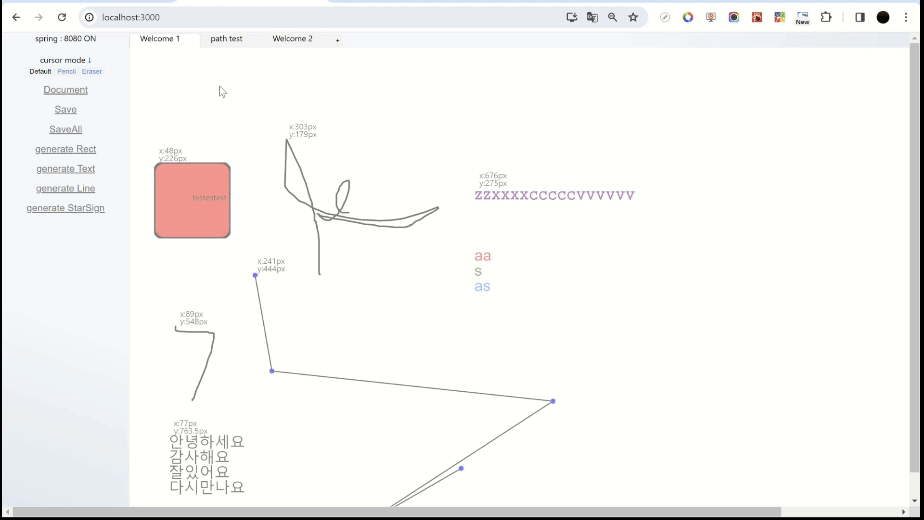 localhost:3000
New
spring : 8080 ON
Welcome 1
path test
Welcome 2
+
cursor mode ↓
Default Pencil Eraser
Document
Save
SaveAll
generate Rect
generate Text
generate Line
generate StarSign
x:48px
y:226px
testestest
x:303px
y:179px
x:676px
y:275px
ZZXXXXCCCCCVVVVVV
aa
s
as
x:241px
y:444px
x:89px
y:548px
x:77px
y:763.5px
안녕하세요
감사해요
잘있어요
다시만나요